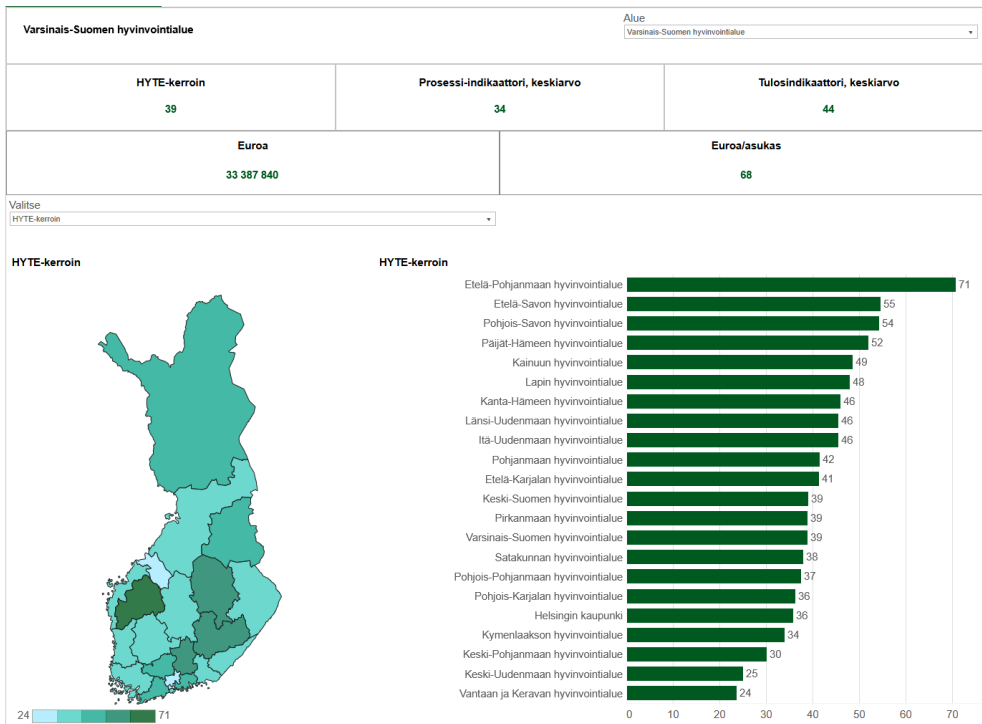 Varsinais-Suomen hyvinvointialue
Alue
Varsinais-Suomen hyvinvointialue
HYTE-kerroin
39
Prosessi-indikaattori, keskiarvo
34
Tulosindikaattori, keskiarvo
44
Euroa
33 387 840
Euroa/asukas
68
Valitse
HYTE-kerroin
HYTE-kerroin
24 71
HYTE-kerroin
Etelä-Pohjanmaan hyvinvointialue 71
Etelä-Savon hyvinvointialue 55
Pohjois-Savon hyvinvointialue 54
Päijät-Hämeen hyvinvointialue 52
Kainuun hyvinvointialue 49
Lapin hyvinvointialue 48
Kanta-Hämeen hyvinvointialue 46
Länsi-Uudenmaan hyvinvointialue 46
Itä-Uudenmaan hyvinvointialue 46
Pohjanmaan hyvinvointialue 42
Etelä-Karjalan hyvinvointialue 41
Keski-Suomen hyvinvointialue 39
Pirkanmaan hyvinvointialue 39
Varsinais-Suomen hyvinvointialue 39
Satakunnan hyvinvointialue 38
Pohjois-Pohjanmaan hyvinvointialue 37
Pohjois-Karjalan hyvinvointialue 36
Helsingin kaupunki 36
Kymenlaakson hyvinvointialue 34
Keski-Pohjanmaan hyvinvointialue 30
Keski-Uudenmaan hyvinvointialue 25
Vantaan ja Keravan hyvinvointialue 24
0 10 20 30 40 50 60 70